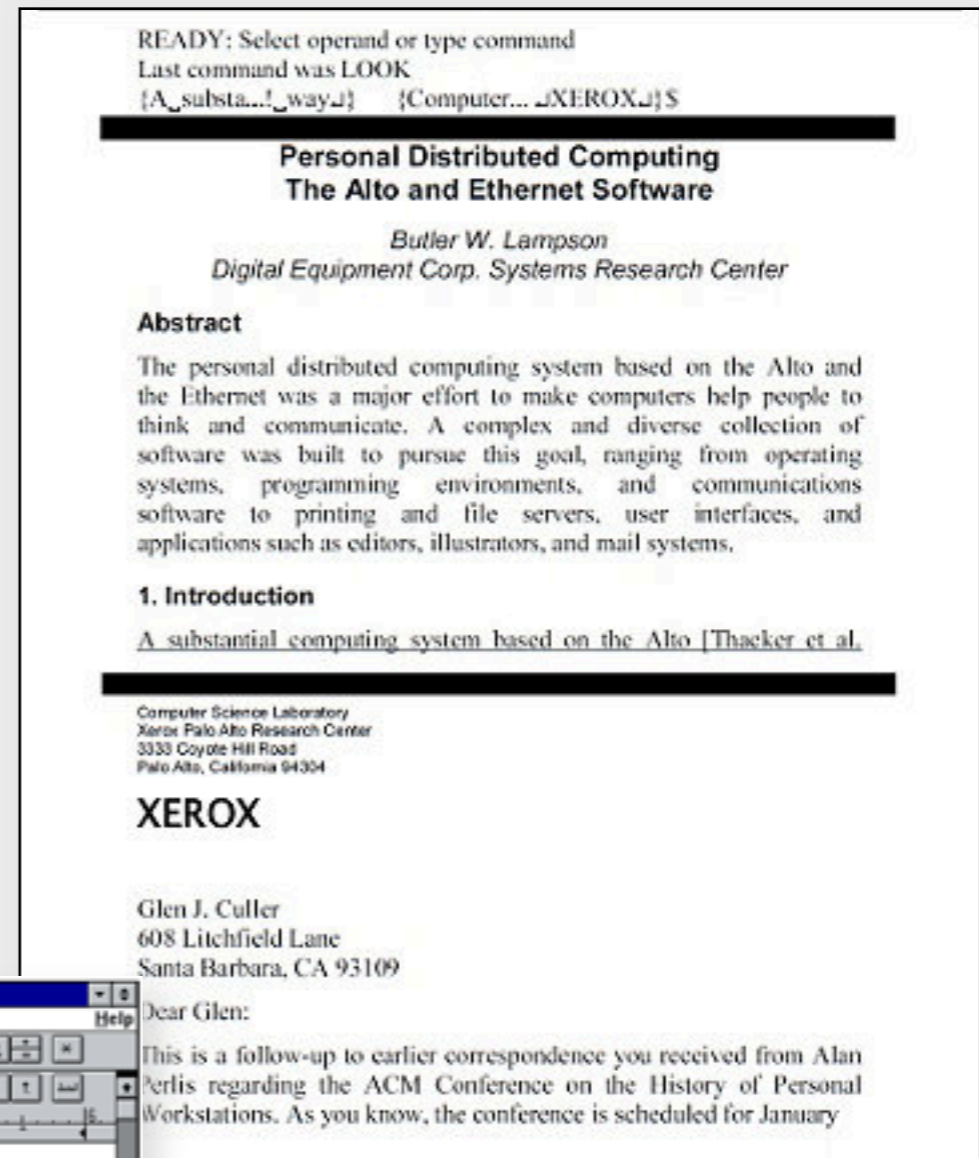 READY: Select operand or type command
Last command was LOOK
{A␣substa...!␣way⏎} {Computer... ⏎XEROX⏎}$
Personal Distributed Computing
The Alto and Ethernet Software
Butler W. Lampson
Digital Equipment Corp. Systems Research Center
Abstract
The personal distributed computing system based on the Alto and
the Ethernet was a major effort to make computers help people to
think and communicate. A complex and diverse collection of
software was built to pursue this goal, ranging from operating
systems, programming environments, and communications
software to printing and file servers, user interfaces, and
applications such as editors, illustrators, and mail systems.
1. Introduction
A substantial computing system based on the Alto [Thacker et al.
Computer Science Laboratory
Xerox Palo Alto Research Center
3333 Coyote Hill Road
Palo Alto, California 94304
XEROX
Glen J. Culler
608 Litchfield Lane
Santa Barbara, CA 93109
Help
Dear Glen:
This is a follow-up to earlier correspondence you received from Alan
Perlis regarding the ACM Conference on the History of Personal
Workstations. As you know, the conference is scheduled for January